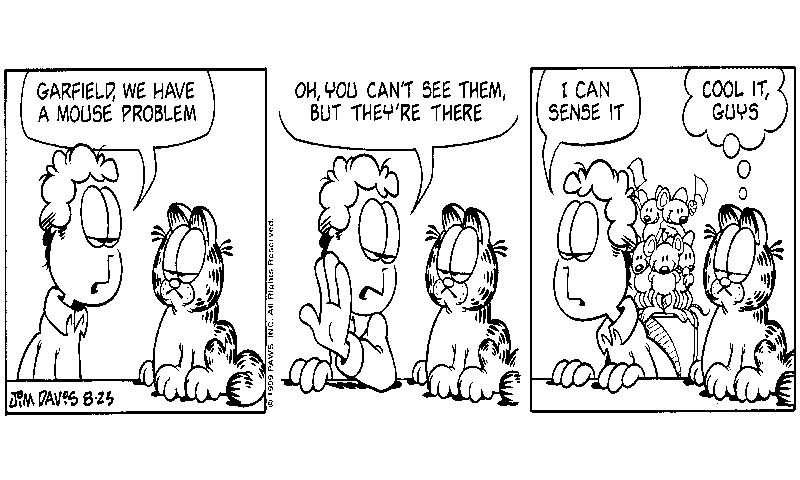 GARFIELD, WE HAVE
A MOUSE PROBLEM
JIM DAVIS 8·25
© 1999 PAWS, INC. All Rights Reserved.
OH, YOU CAN'T SEE THEM,
BUT THEY'RE THERE
I CAN
SENSE IT
COOL IT,
GUYS